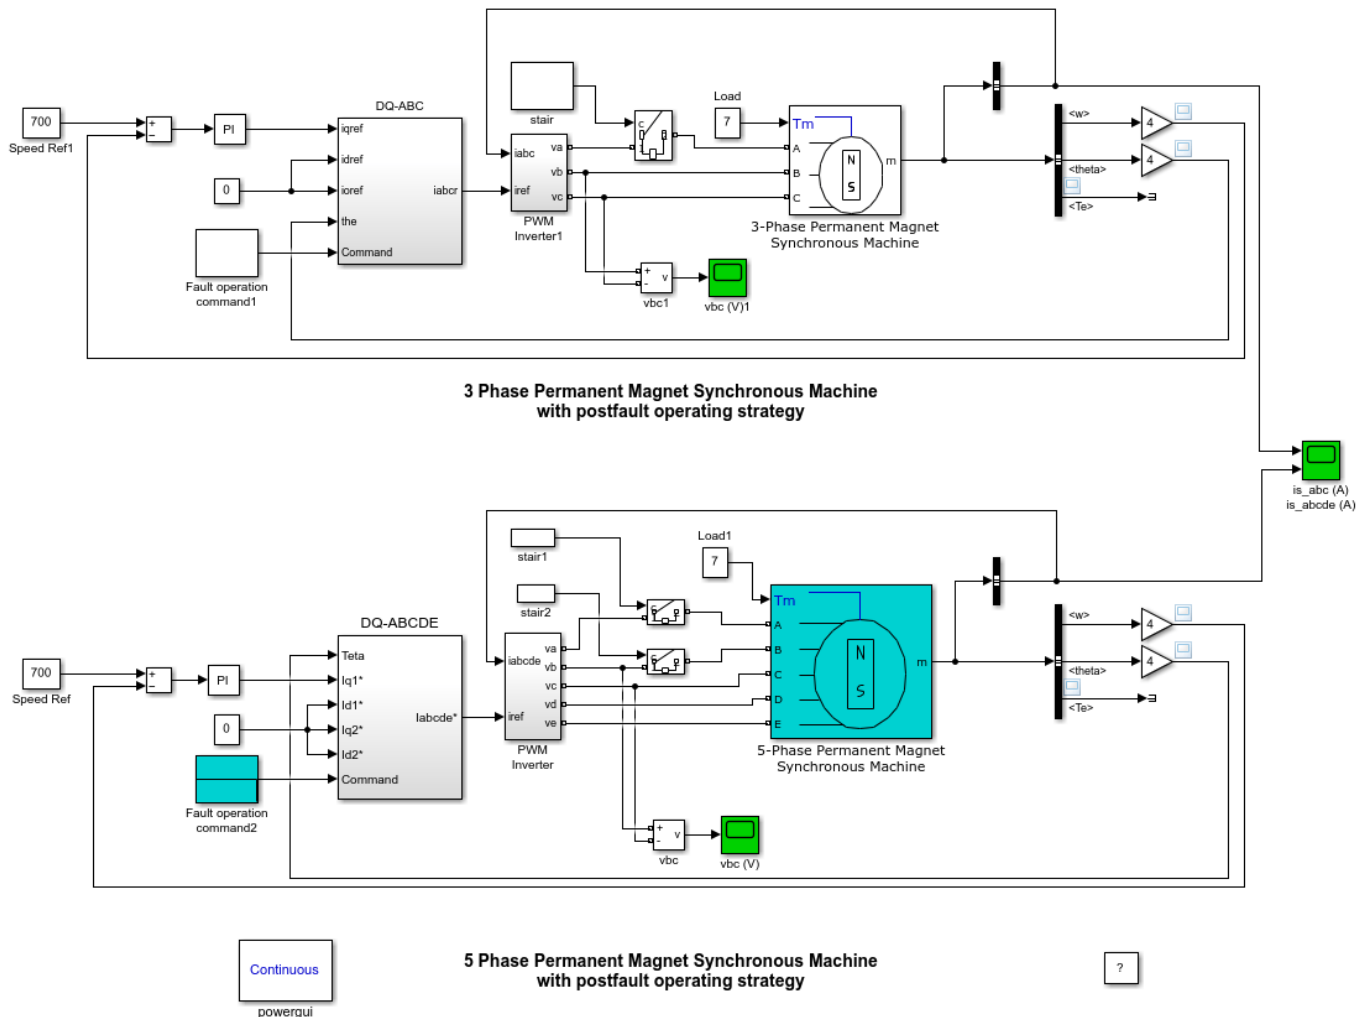 DQ-ABC
700
Speed Ref1
+
−
PI
0
iqref
idref
ioref
the
Command
iabcr
Fault operation
command1
stair
iabc
iref
va
vb
vc
PWM
Inverter1
c
Load
7
Tm
A
B
C
N
S
m
3-Phase Permanent Magnet
Synchronous Machine
+
-
v
vbc1
vbc (V)1
<w>
<theta>
<Te>
4
4
3 Phase Permanent Magnet Synchronous Machine
with postfault operating strategy
is_abc (A)
is_abcde (A)
stair1
stair2
Load1
7
DQ-ABCDE
700
Speed Ref
+
−
PI
0
Teta
Iq1*
Id1*
Iq2*
Id2*
Command
Iabcde*
Fault operation
command2
iabcde
iref
va
vb
vc
vd
ve
PWM
Inverter
c
c
Tm
A
B
C
D
E
N
S
m
5-Phase Permanent Magnet
Synchronous Machine
+
-
v
vbc
vbc (V)
<w>
<theta>
<Te>
4
4
Continuous
powergui
5 Phase Permanent Magnet Synchronous Machine
with postfault operating strategy
?